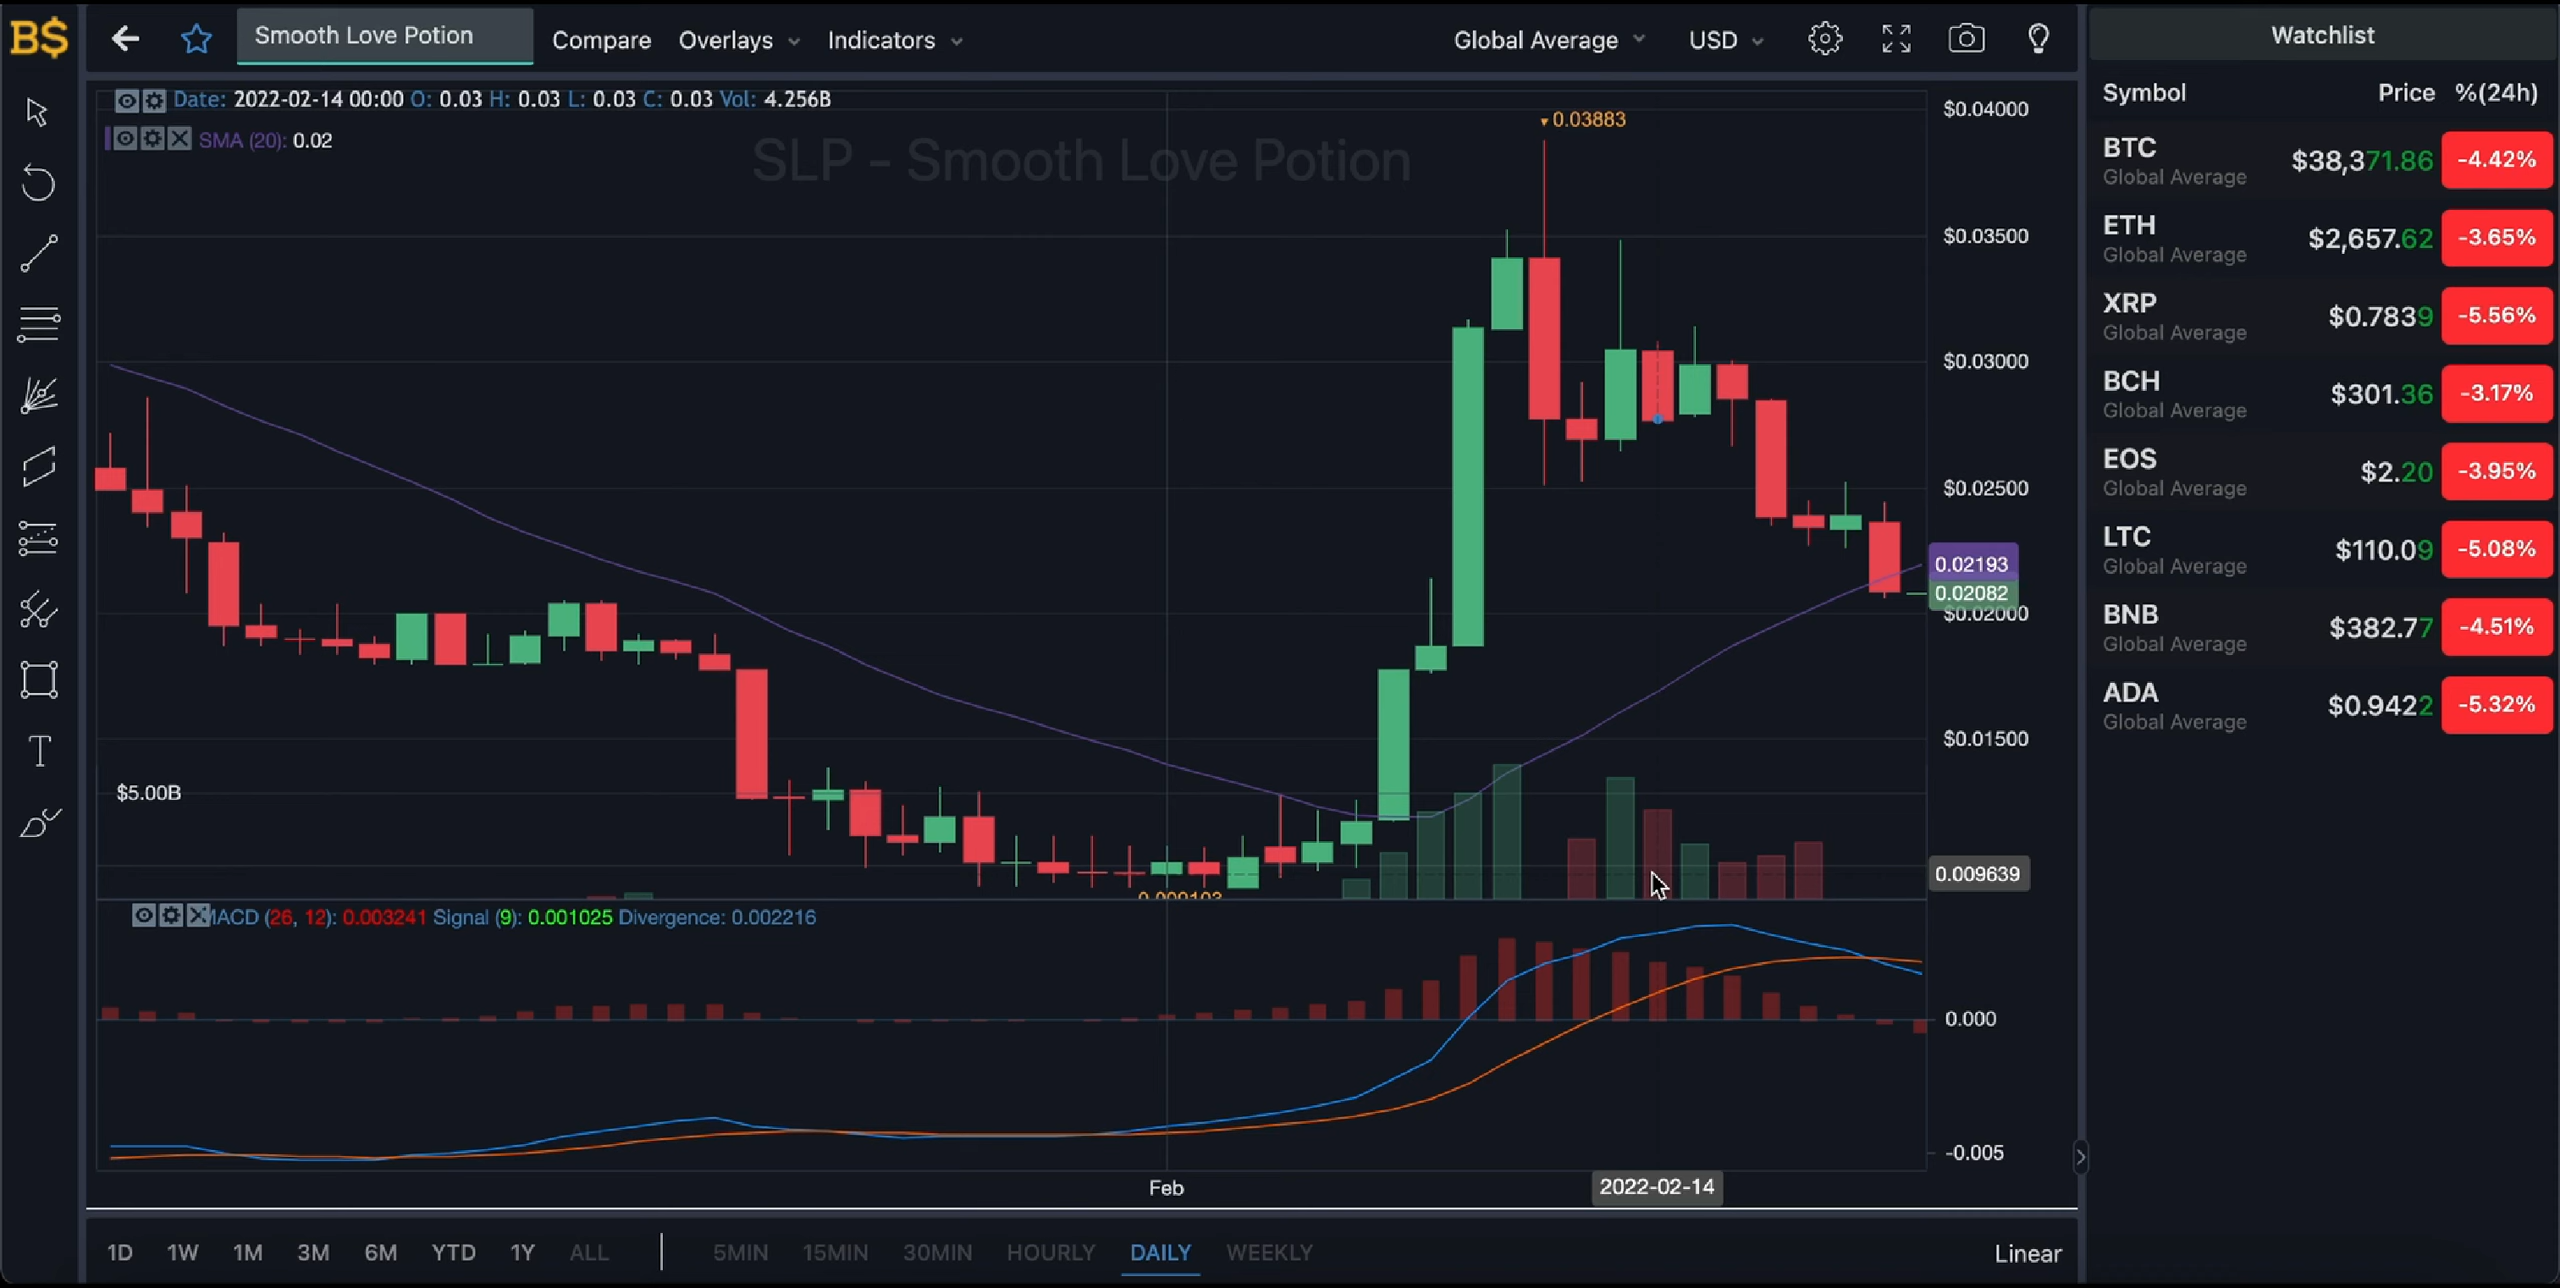 B$
Smooth Love Potion
Compare
Overlays
Indicators
Global Average
USD
Watchlist
Date: 2022-02-14 00:00 O: 0.03 H: 0.03 L: 0.03 C: 0.03 Vol: 4.256B
SMA (20): 0.02
SLP - Smooth Love Potion
0.03883
$0.04000
$0.03500
$0.03000
$0.02500
0.02193
0.02082
$0.02000
$0.01500
$5.00B
0.009639
MACD (26, 12): 0.003241 Signal (9): 0.001025 Divergence: 0.002216
0.000
-0.005
Feb
2022-02-14
1D 1W 1M 3M 6M YTD 1Y ALL
5MIN 15MIN 30MIN HOURLY DAILY WEEKLY
Linear
Symbol Price %(24h)
BTC $38,371.86 -4.42%
Global Average
ETH $2,657.62 -3.65%
Global Average
XRP $0.7839 -5.56%
Global Average
BCH $301.36 -3.17%
Global Average
EOS $2.20 -3.95%
Global Average
LTC $110.09 -5.08%
Global Average
BNB $382.77 -4.51%
Global Average
ADA $0.9422 -5.32%
Global Average